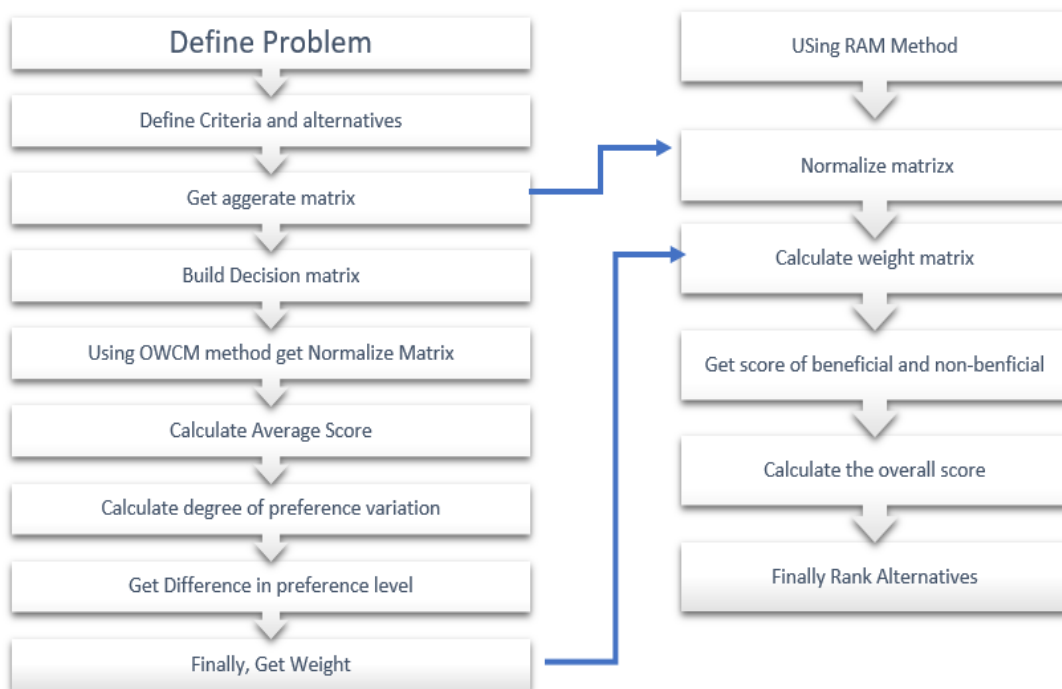 Define Problem
Define Criteria and alternatives
Get aggerate matrix
Build Decision matrix
Using OWCM method get Normalize Matrix
Calculate Average Score
Calculate degree of preference variation
Get Difference in preference level
Finally, Get Weight
USing RAM Method
Normalize matrizx
Calculate weight matrix
Get score of beneficial and non-benficial
Calculate the overall score
Finally Rank Alternatives